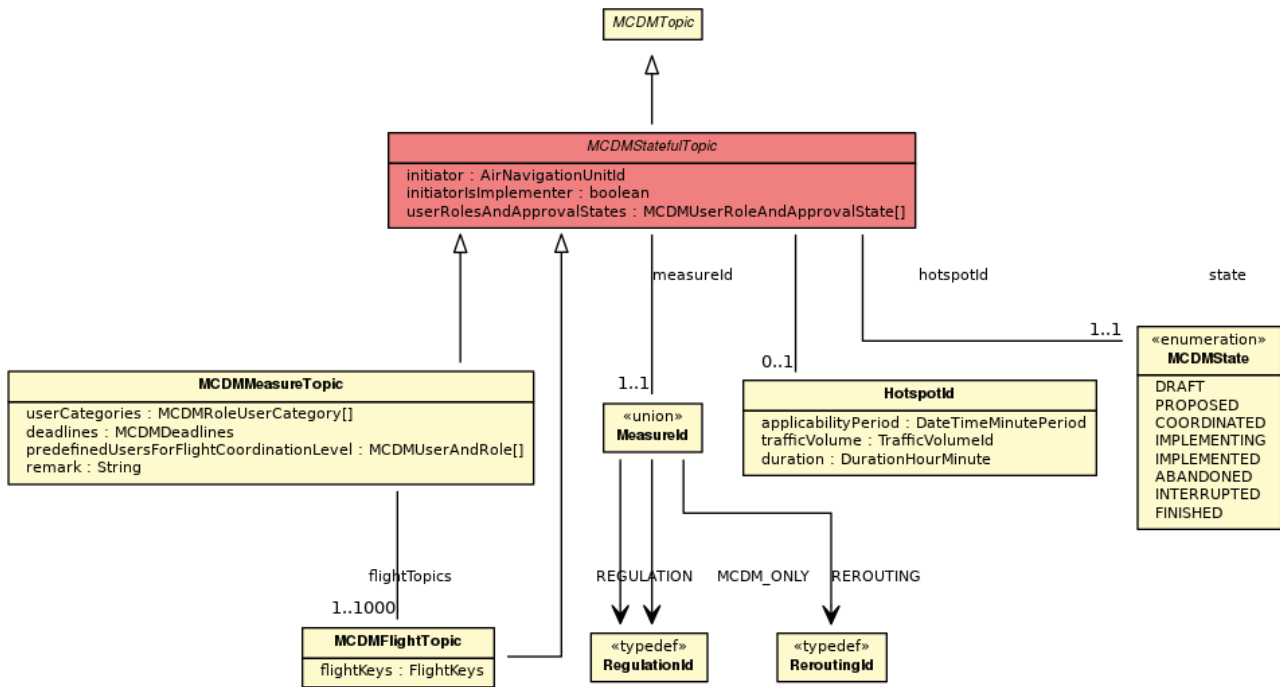 MCDMTopic
MCDMStatefulTopic
initiator : AirNavigationUnitId
initiatorIsImplementer : boolean
userRolesAndApprovalStates : MCDMUserRoleAndApprovalState[]
measureId
hotspotId
state
1..1
0..1
1..1
«enumeration»
MCDMState
DRAFT
PROPOSED
COORDINATED
IMPLEMENTING
IMPLEMENTED
ABANDONED
INTERRUPTED
FINISHED
MCDMMeasureTopic
userCategories : MCDMRoleUserCategory[]
deadlines : MCDMDeadlines
predefinedUsersForFlightCoordinationLevel : MCDMUserAndRole[]
remark : String
«union»
MeasureId
HotspotId
applicabilityPeriod : DateTimeMinutePeriod
trafficVolume : TrafficVolumeId
duration : DurationHourMinute
flightTopics
REGULATION
MCDM_ONLY
REROUTING
1..1000
MCDMFlightTopic
flightKeys : FlightKeys
«typedef»
RegulationId
«typedef»
ReroutingId